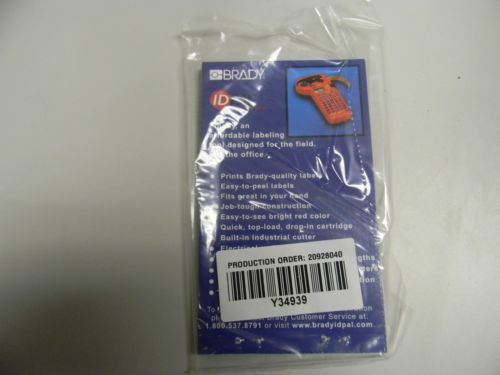 BRADY
ID
an
affordable labeling
tool designed for the field.
the office.
Prints Brady-quality labels
Easy-to-peel labels
Fits great in your hand
Job-tough construction
Easy-to-see bright red color
Quick, top-load, drop-in cartridge
Built-in industrial cutter
PRODUCTION ORDER: 20928040
Y34939
Brady Customer Service at:
1.800.537.8791 or visit www.bradyidpal.com